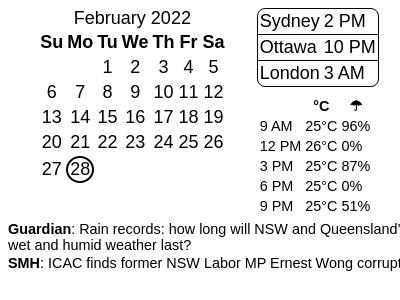 February 2022
Su Mo Tu We Th Fr Sa
1 2 3 4 5
6 7 8 9 10 11 12
13 14 15 16 17 18 19
20 21 22 23 24 25 26
27 28
Sydney 2 PM
Ottawa 10 PM
London 3 AM
°C ☂
9 AM 25°C 96%
12 PM 26°C 0%
3 PM 25°C 87%
6 PM 25°C 0%
9 PM 25°C 51%
Guardian: Rain records: how long will NSW and Queensland'
wet and humid weather last?
SMH: ICAC finds former NSW Labor MP Ernest Wong corrupt